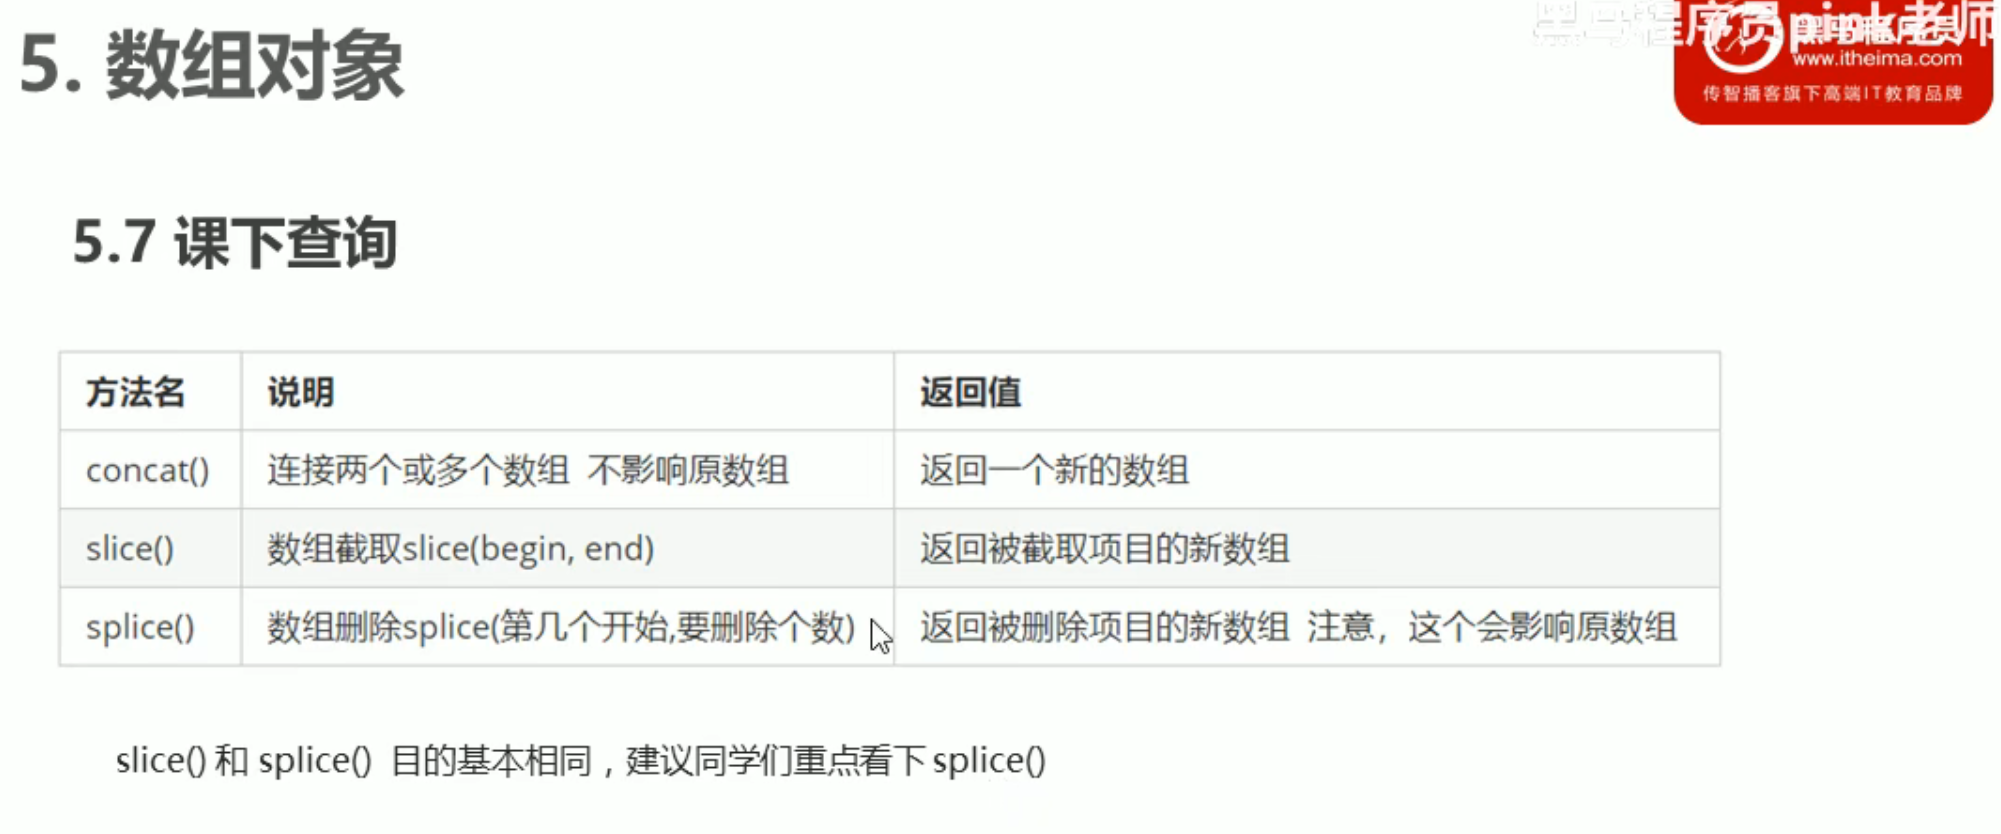 5. 数组对象
黑马程序员pink老师
www.itheima.com
传智播客旗下高端IT教育品牌
5.7 课下查询
方法名 说明 返回值
concat() 连接两个或多个数组 不影响原数组 返回一个新的数组
slice() 数组截取slice(begin, end) 返回被截取项目的新数组
splice() 数组删除splice(第几个开始,要删除个数) 返回被删除项目的新数组 注意，这个会影响原数组
slice() 和 splice() 目的基本相同，建议同学们重点看下 splice()